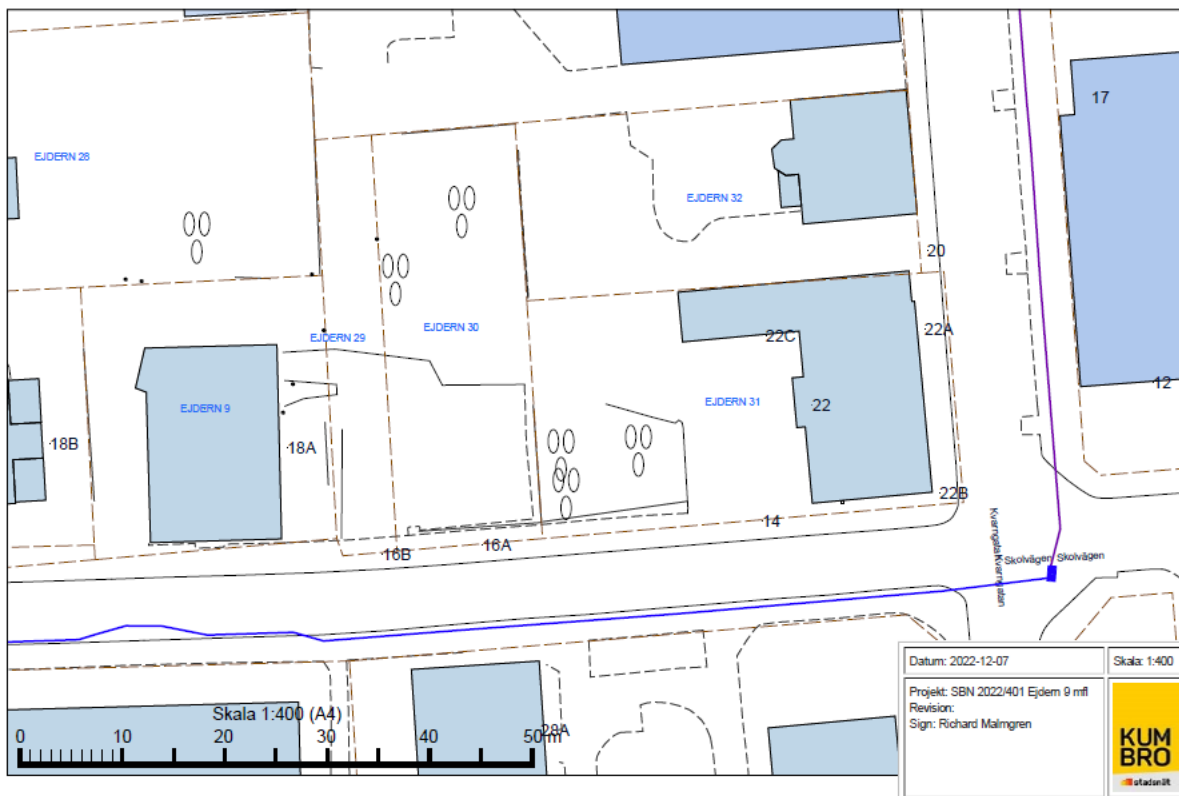 17
EJDERN 28
EJDERN 32
20
EJDERN 30
EJDERN 29
22C
22A
EJDERN 9
EJDERN 31
22
12
18B
18A
22B
14
16A
16B
Kvarngatan
Kvarngatan
Skolvägen
Skolvägen
Datum: 2022-12-07
Skala: 1:400
Projekt: SBN 2022/401 Ejdern 9 mfl
Revision:
Sign: Richard Malmgren
KUM
BRO
stadsnät
Skala 1:400 (A4)
28A
0 10 20 30 40 50 m